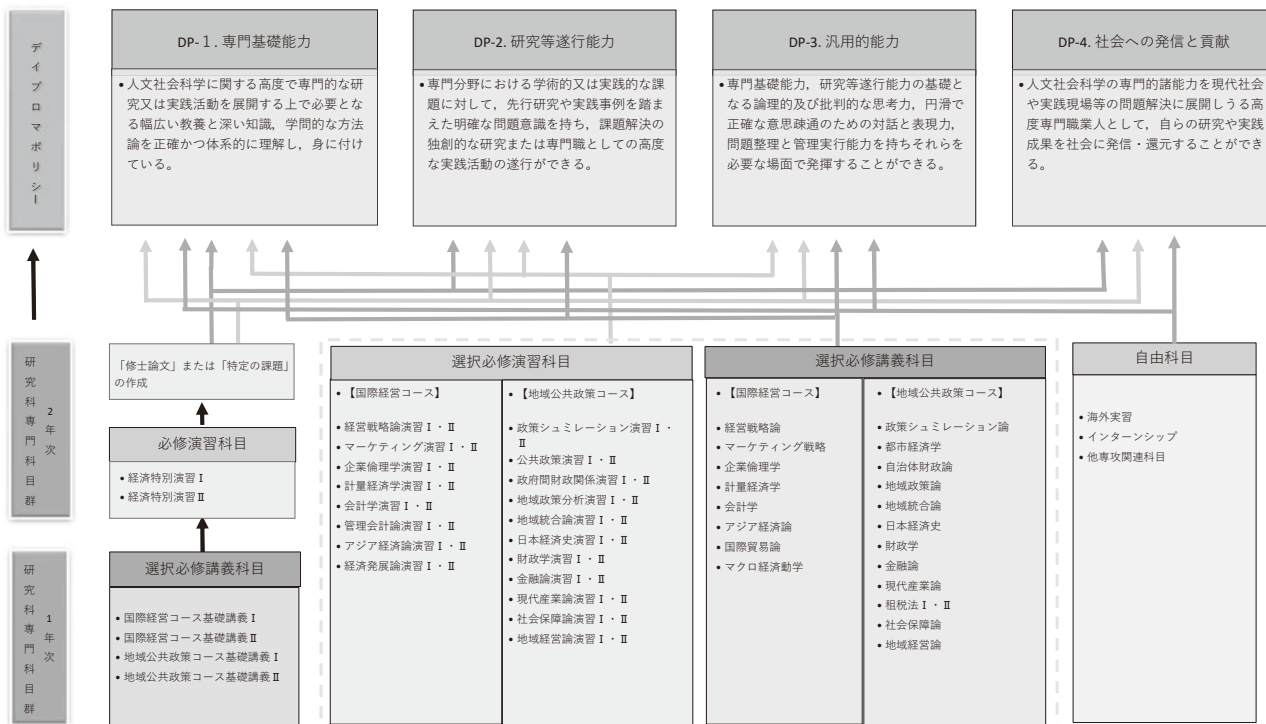 ディプロマポリシー
DP-１. 専門基礎能力
• 人文社会科学に関する高度で専門的な研
究又は実践活動を展開する上で必要とな
る幅広い教養と深い知識，学問的な方法
論を正確かつ体系的に理解し，身に付け
ている。
DP-2. 研究等遂行能力
• 専門分野における学術的又は実践的な課
題に対して，先行研究や実践事例を踏ま
えた明確な問題意識を持ち，課題解決の
独創的な研究または専門職としての高度
な実践活動の遂行ができる。
DP-3. 汎用的能力
• 専門基礎能力，研究等遂行能力の基礎と
なる論理的及び批判的な思考力，円滑で
正確な意思疎通のための対話と表現力，
問題整理と管理実行能力を持ちそれらを
必要な場面で発揮することができる。
DP-4. 社会への発信と貢献
• 人文社会科学の専門的諸能力を現代社会
や実践現場等の問題解決に展開しうる高
度専門職業人として，自らの研究や実践
成果を社会に発信・還元することができ
る。
研究科専門科目群
2年次
「修士論文」または「特定の課題」
の作成
必修演習科目
• 経済特別演習Ⅰ
• 経済特別演習Ⅱ
研究科専門科目群
1年次
選択必修講義科目
• 国際経営コース基礎講義Ⅰ
• 国際経営コース基礎講義Ⅱ
• 地域公共政策コース基礎講義Ⅰ
• 地域公共政策コース基礎講義Ⅱ
選択必修演習科目
• 【国際経営コース】
• 経営戦略論演習Ⅰ・Ⅱ
• マーケティング演習Ⅰ・Ⅱ
• 企業倫理学演習Ⅰ・Ⅱ
• 計量経済学演習Ⅰ・Ⅱ
• 会計学演習Ⅰ・Ⅱ
• 管理会計論演習Ⅰ・Ⅱ
• アジア経済論演習Ⅰ・Ⅱ
• 経済発展論演習Ⅰ・Ⅱ
• 【地域公共政策コース】
• 政策シュミレーション演習Ⅰ・
Ⅱ
• 公共政策演習Ⅰ・Ⅱ
• 政府間財政関係演習Ⅰ・Ⅱ
• 地域政策分析演習Ⅰ・Ⅱ
• 地域統合論演習Ⅰ・Ⅱ
• 日本経済史演習Ⅰ・Ⅱ
• 財政学演習Ⅰ・Ⅱ
• 金融論演習Ⅰ・Ⅱ
• 現代産業論演習Ⅰ・Ⅱ
• 社会保障論演習Ⅰ・Ⅱ
• 地域経営論演習Ⅰ・Ⅱ
選択必修講義科目
• 【国際経営コース】
• 経営戦略論
• マーケティング戦略
• 企業倫理学
• 計量経済学
• 会計学
• アジア経済論
• 国際貿易論
• マクロ経済動学
• 【地域公共政策コース】
• 政策シュミレーション論
• 都市経済学
• 自治体財政論
• 地域政策論
• 地域統合論
• 日本経済史
• 財政学
• 金融論
• 現代産業論
• 租税法Ⅰ・Ⅱ
• 社会保障論
• 地域経営論
自由科目
• 海外実習
• インターンシップ
• 他専攻関連科目